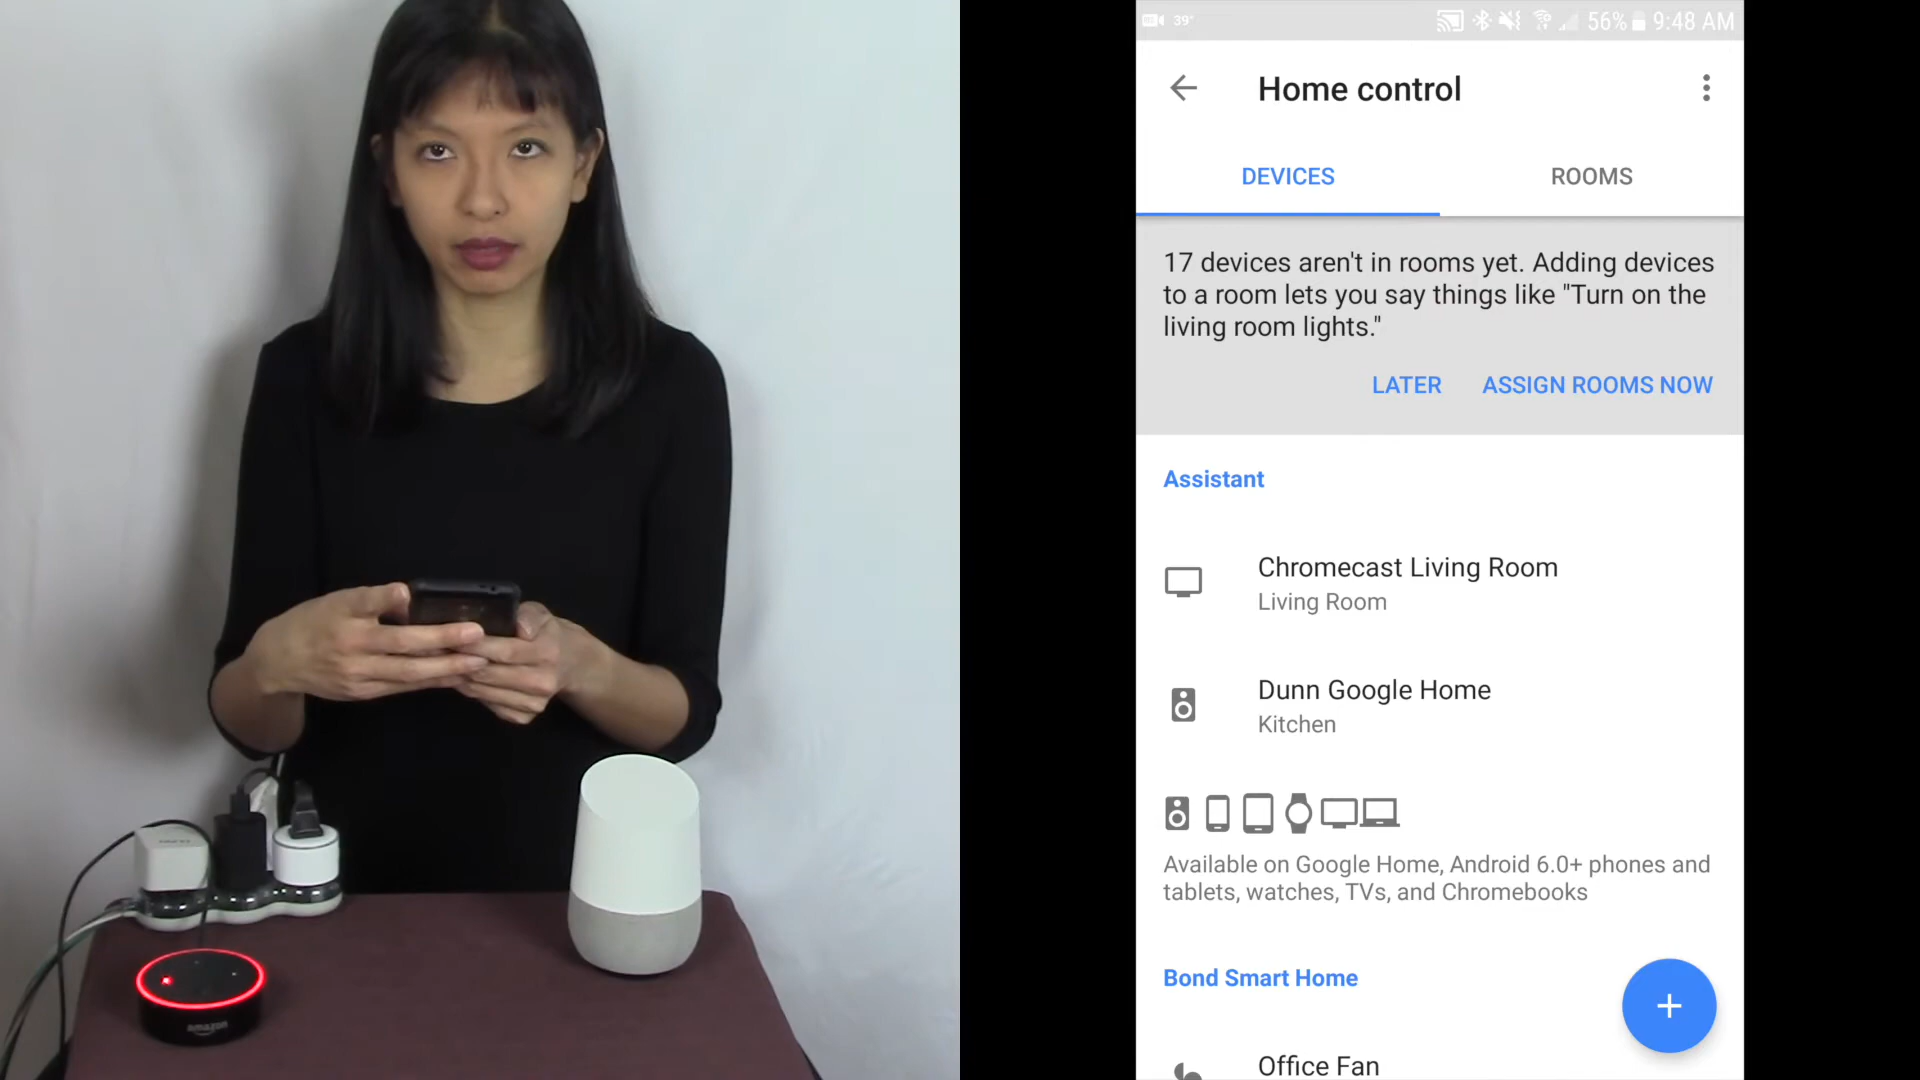 39°
56% 9:48 AM
Home control
DEVICES
ROOMS
17 devices aren't in rooms yet. Adding devices
to a room lets you say things like "Turn on the
living room lights."
LATER
ASSIGN ROOMS NOW
Assistant
Chromecast Living Room
Living Room
Dunn Google Home
Kitchen
Available on Google Home, Android 6.0+ phones and
tablets, watches, TVs, and Chromebooks
Bond Smart Home
Office Fan
amazon